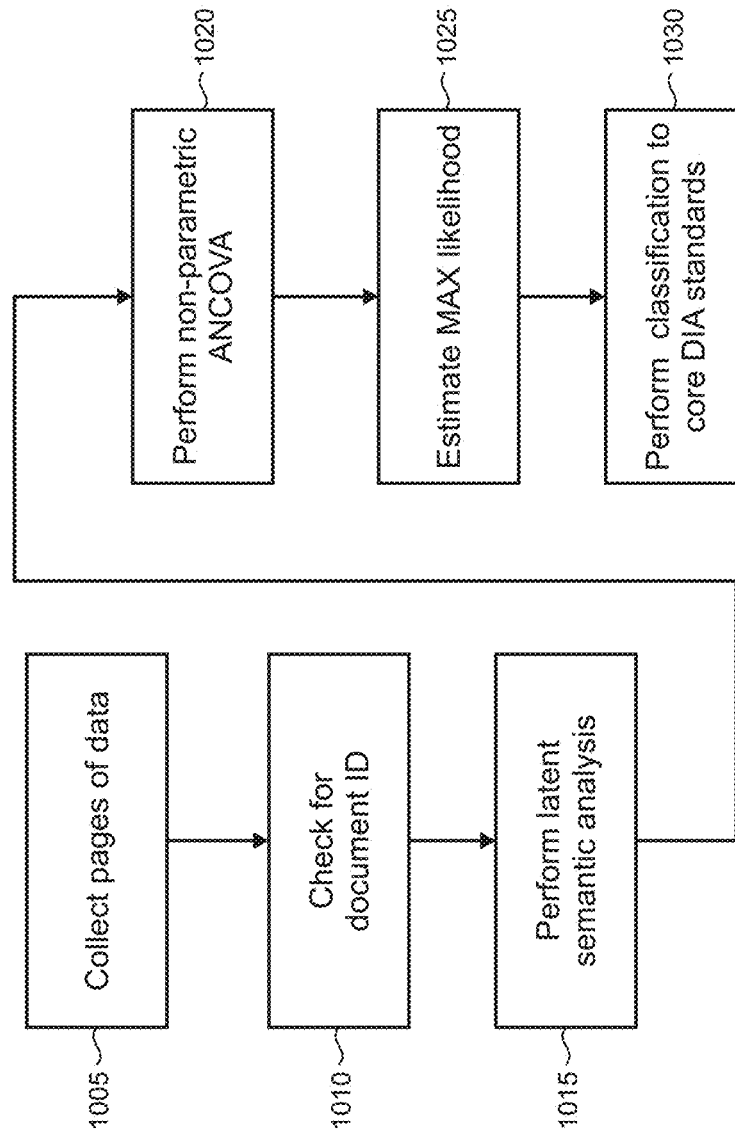 1005
Collect pages of data
1010
Check for
document ID
1015
Perform latent
semantic analysis
1020
Perform non-parametric
ANCOVA
1025
Estimate MAX likelihood
1030
Perform classification to
core DIA standards